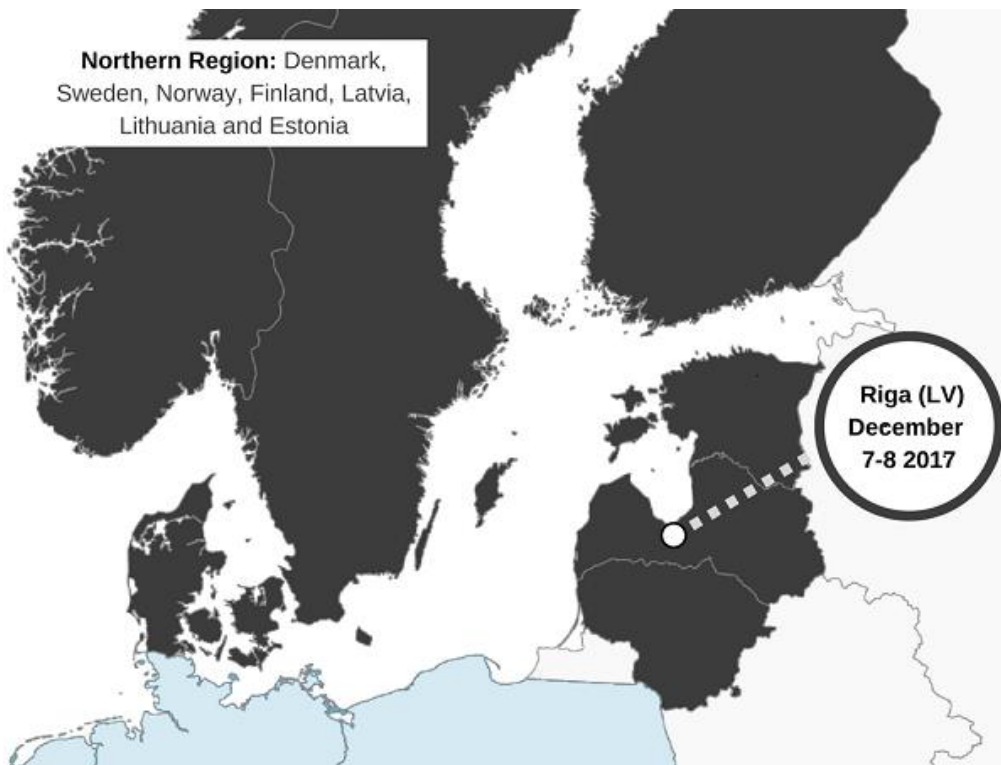 Northern Region: Denmark,
Sweden, Norway, Finland, Latvia,
Lithuania and Estonia
Riga (LV)
December
7-8 2017